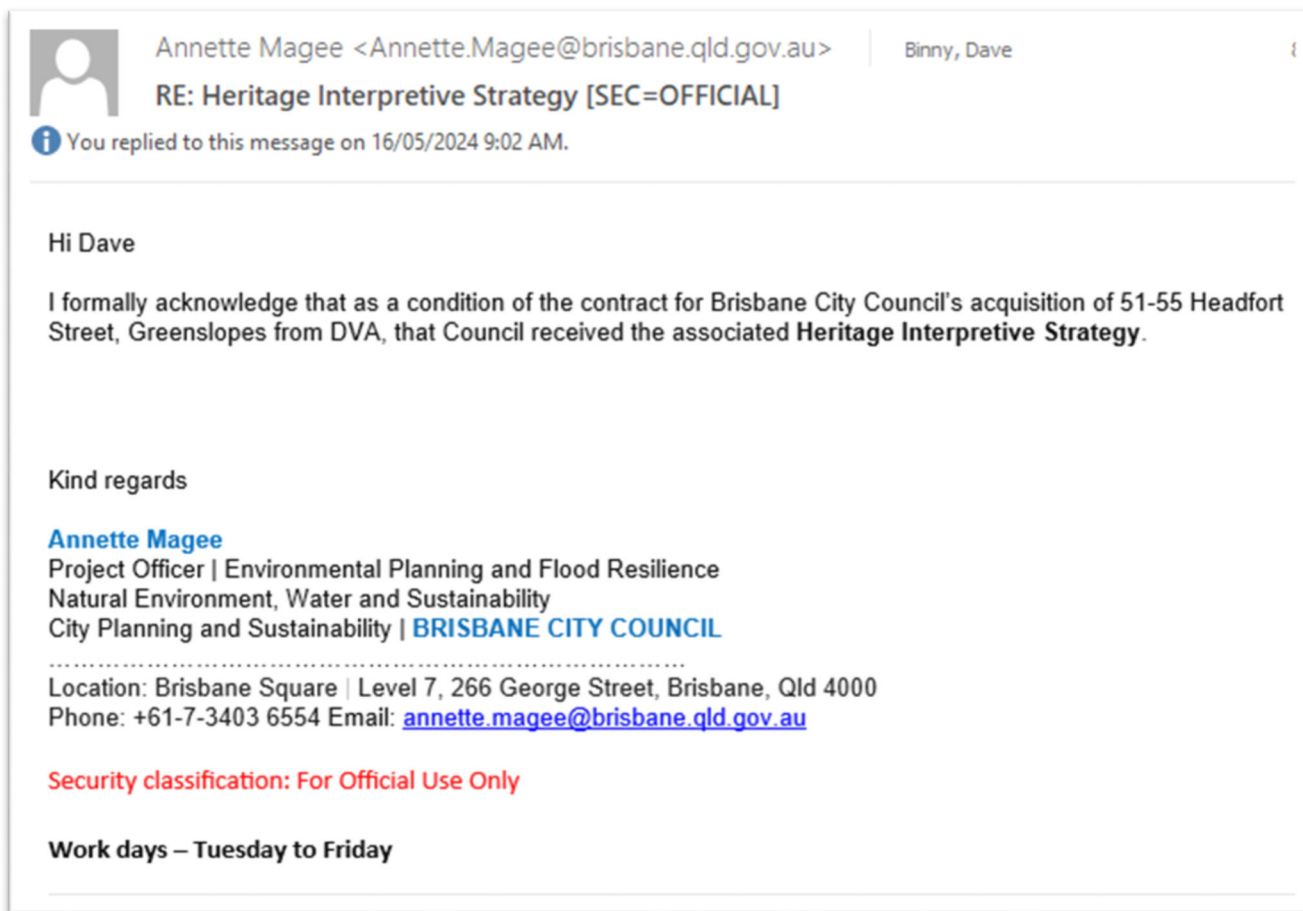 Annette Magee <Annette.Magee@brisbane.qld.gov.au> Binny, Dave
RE: Heritage Interpretive Strategy [SEC=OFFICIAL]
You replied to this message on 16/05/2024 9:02 AM.
Hi Dave
I formally acknowledge that as a condition of the contract for Brisbane City Council's acquisition of 51-55 Headfort
Street, Greenslopes from DVA, that Council received the associated Heritage Interpretive Strategy.
Kind regards
Annette Magee
Project Officer | Environmental Planning and Flood Resilience
Natural Environment, Water and Sustainability
City Planning and Sustainability | BRISBANE CITY COUNCIL
……………………………………………………………………
Location: Brisbane Square | Level 7, 266 George Street, Brisbane, Qld 4000
Phone: +61-7-3403 6554 Email: annette.magee@brisbane.qld.gov.au
Security classification: For Official Use Only
Work days – Tuesday to Friday